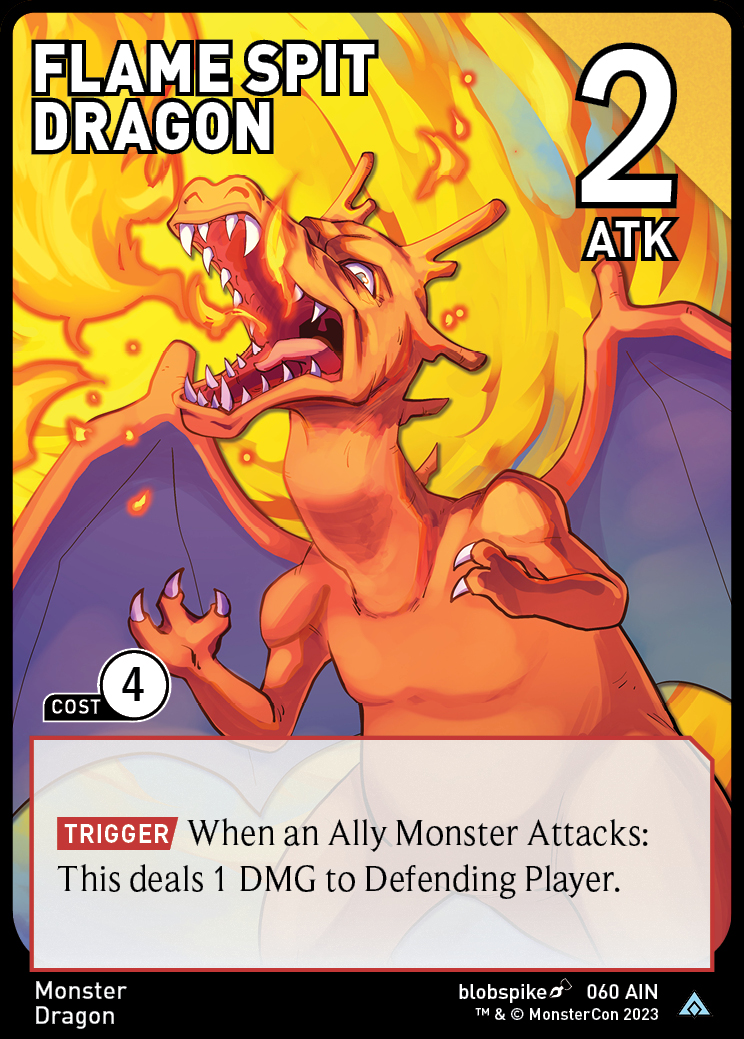 FLAME SPIT
DRAGON
2
ATK
COST 4
TRIGGER When an Ally Monster Attacks:
This deals 1 DMG to Defending Player.
Monster
Dragon
blobspike 060 AIN
™ & © MonsterCon 2023